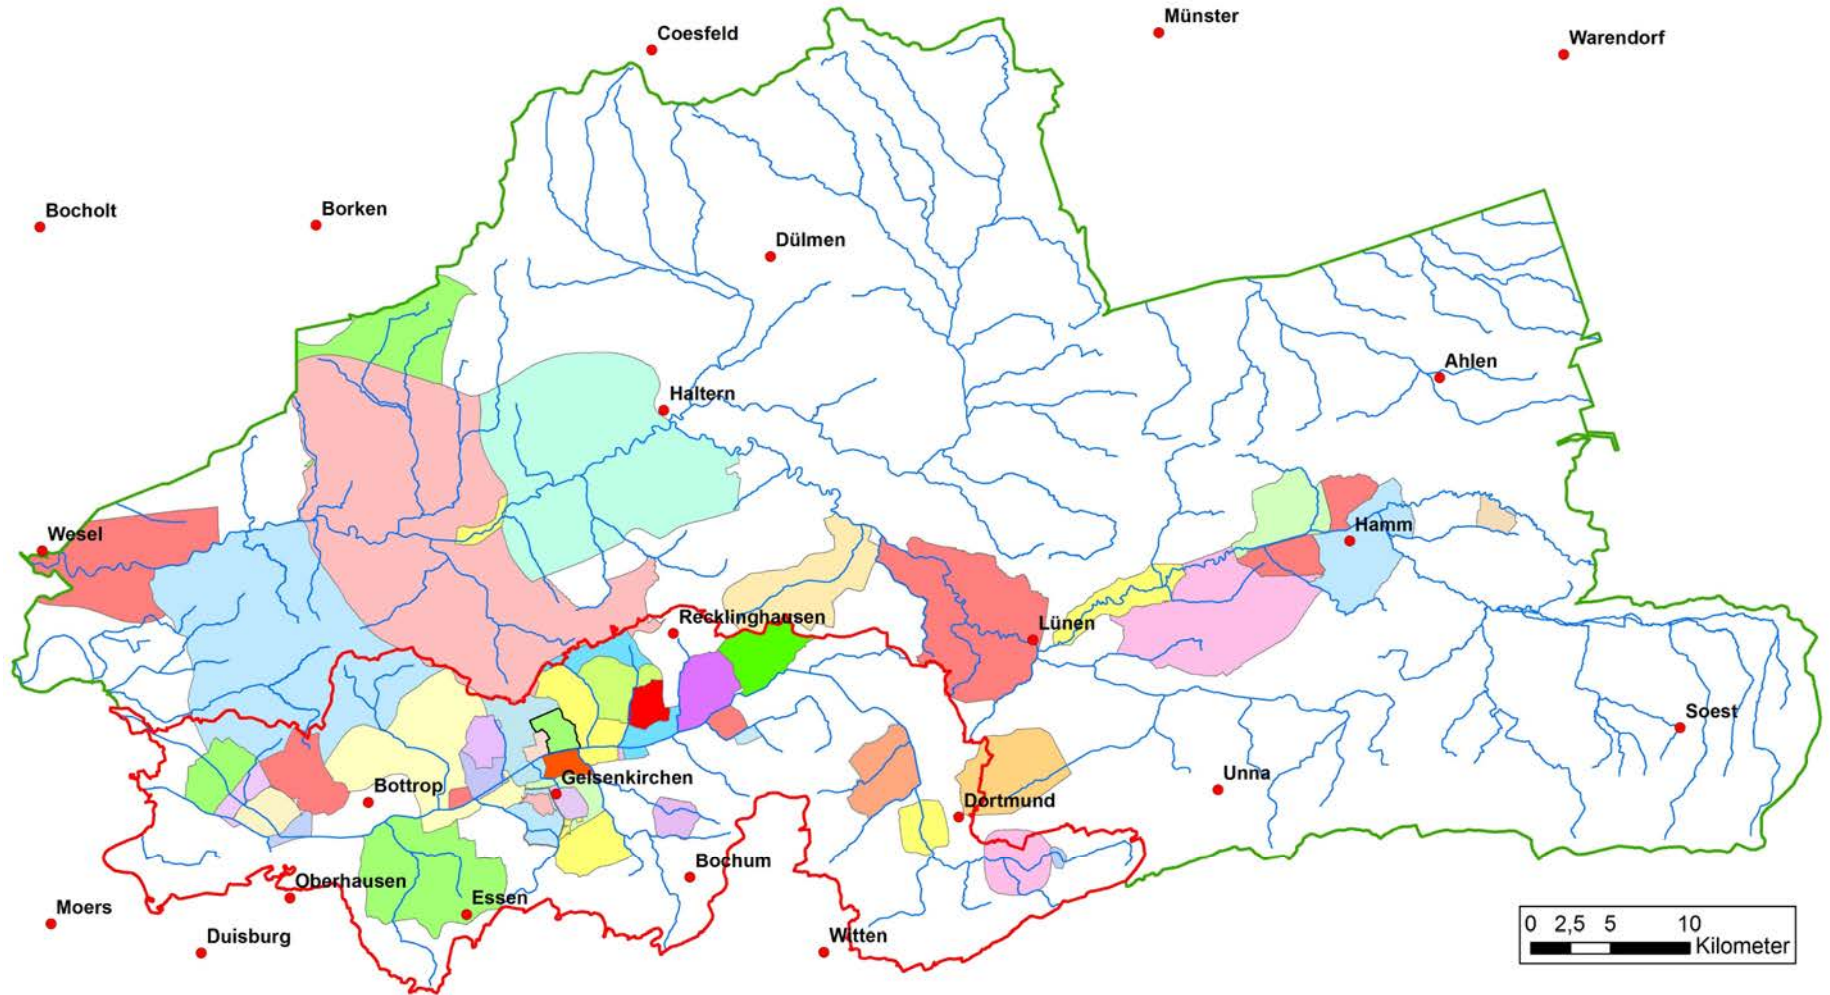 Münster
Coesfeld
Warendorf
Bocholt
Borken
Dülmen
Ahlen
Haltern
Hamm
Wesel
Recklinghausen
Lünen
Soest
Unna
Gelsenkirchen
Bottrop
Dortmund
Bochum
Oberhausen
Essen
Moers
Duisburg
Witten
0 2,5 5 10
Kilometer